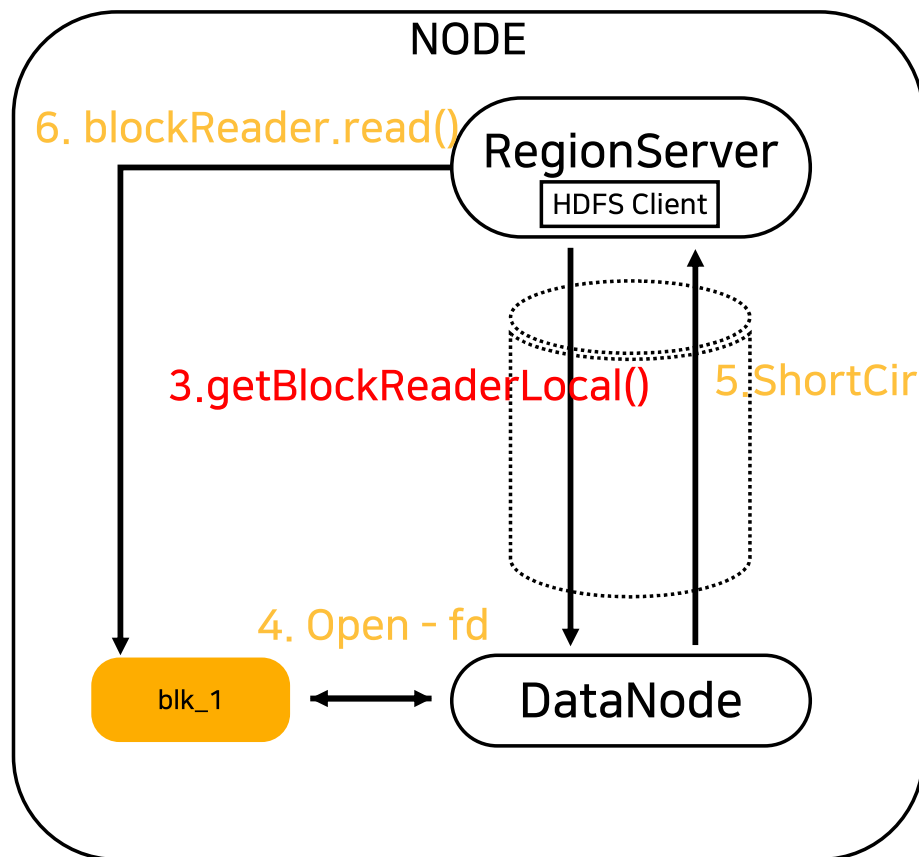 NODE
6. blockReader.read()
RegionServer
HDFS Client
3.getBlockReaderLocal()
5.ShortCir
4. Open - fd
blk_1
DataNode